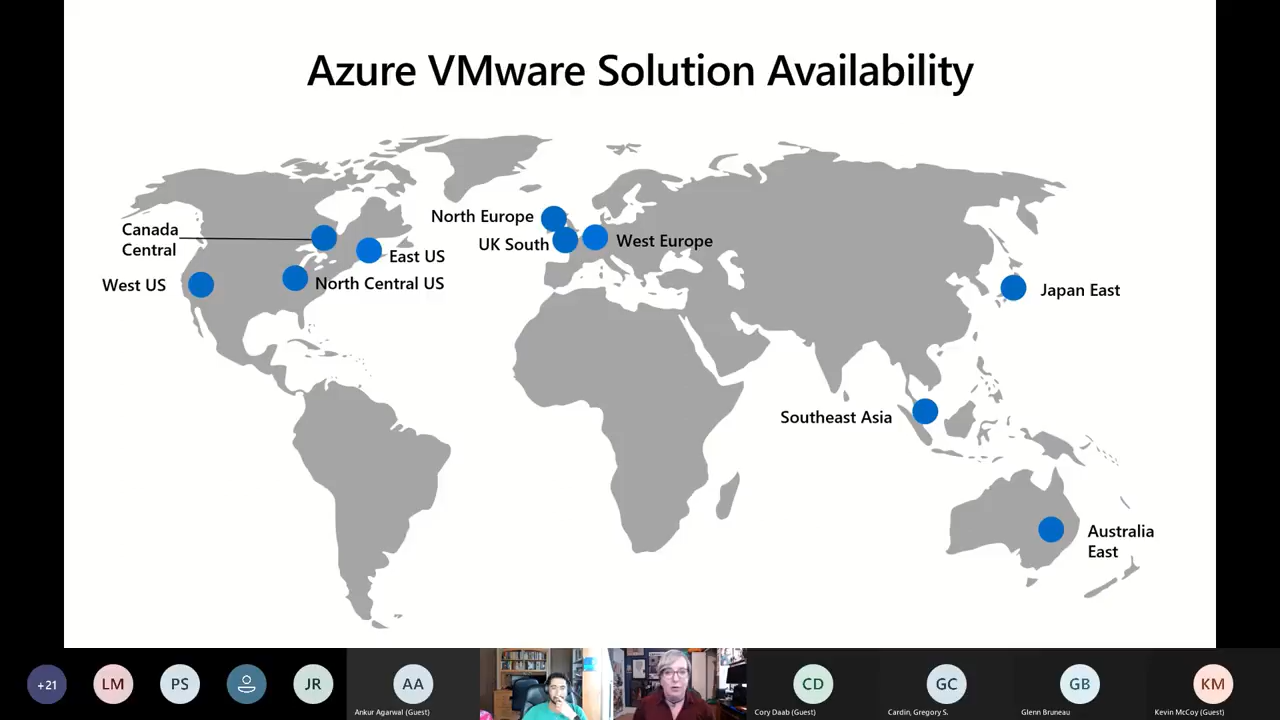 Azure VMware Solution Availability
Canada
Central
West US
East US
North Central US
North Europe
UK South
West Europe
Japan East
Southeast Asia
Australia
East
+21
LM
PS
JR
AA
Ankur Agarwal (Guest)
CD
Cory Daab (Guest)
GC
Cardin, Gregory S.
GB
Glenn Bruneau
KM
Kevin McCoy (Guest)